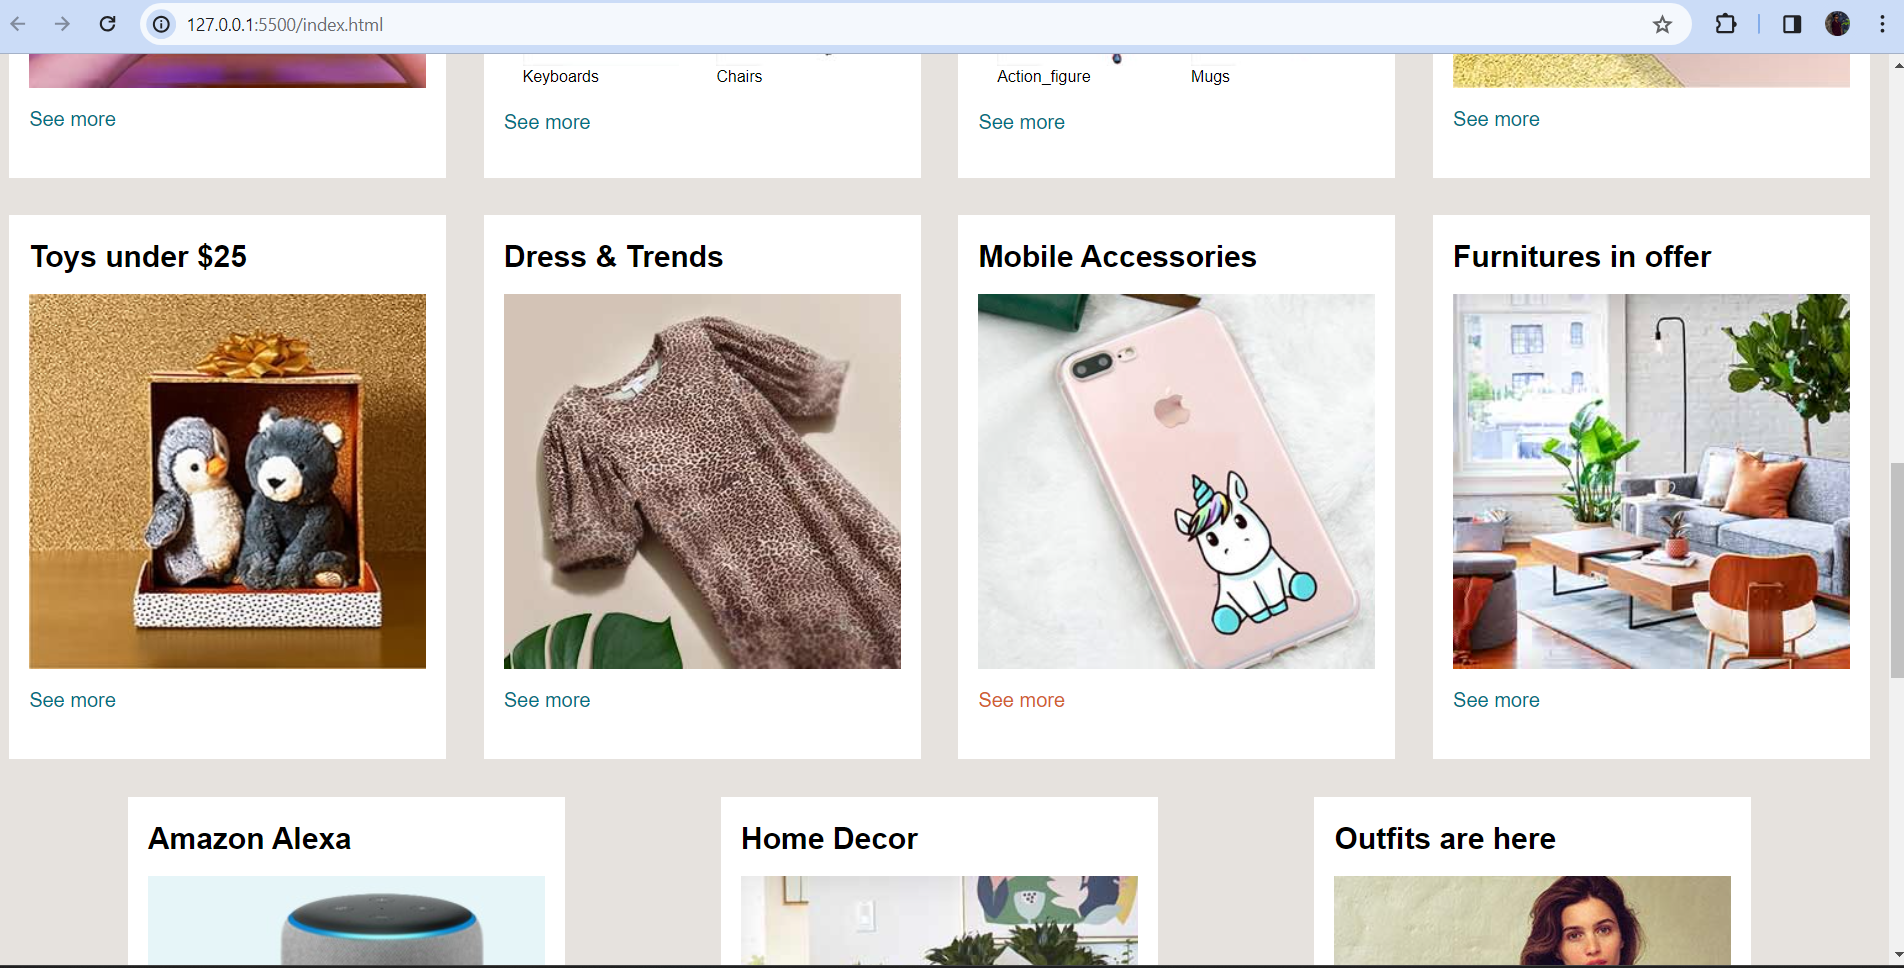 127.0.0.1:5500/index.html
Keyboards Chairs Action_figure Mugs
See more See more See more See more
Toys under $25 Dress & Trends Mobile Accessories Furnitures in offer
See more See more See more See more
Amazon Alexa Home Decor Outfits are here